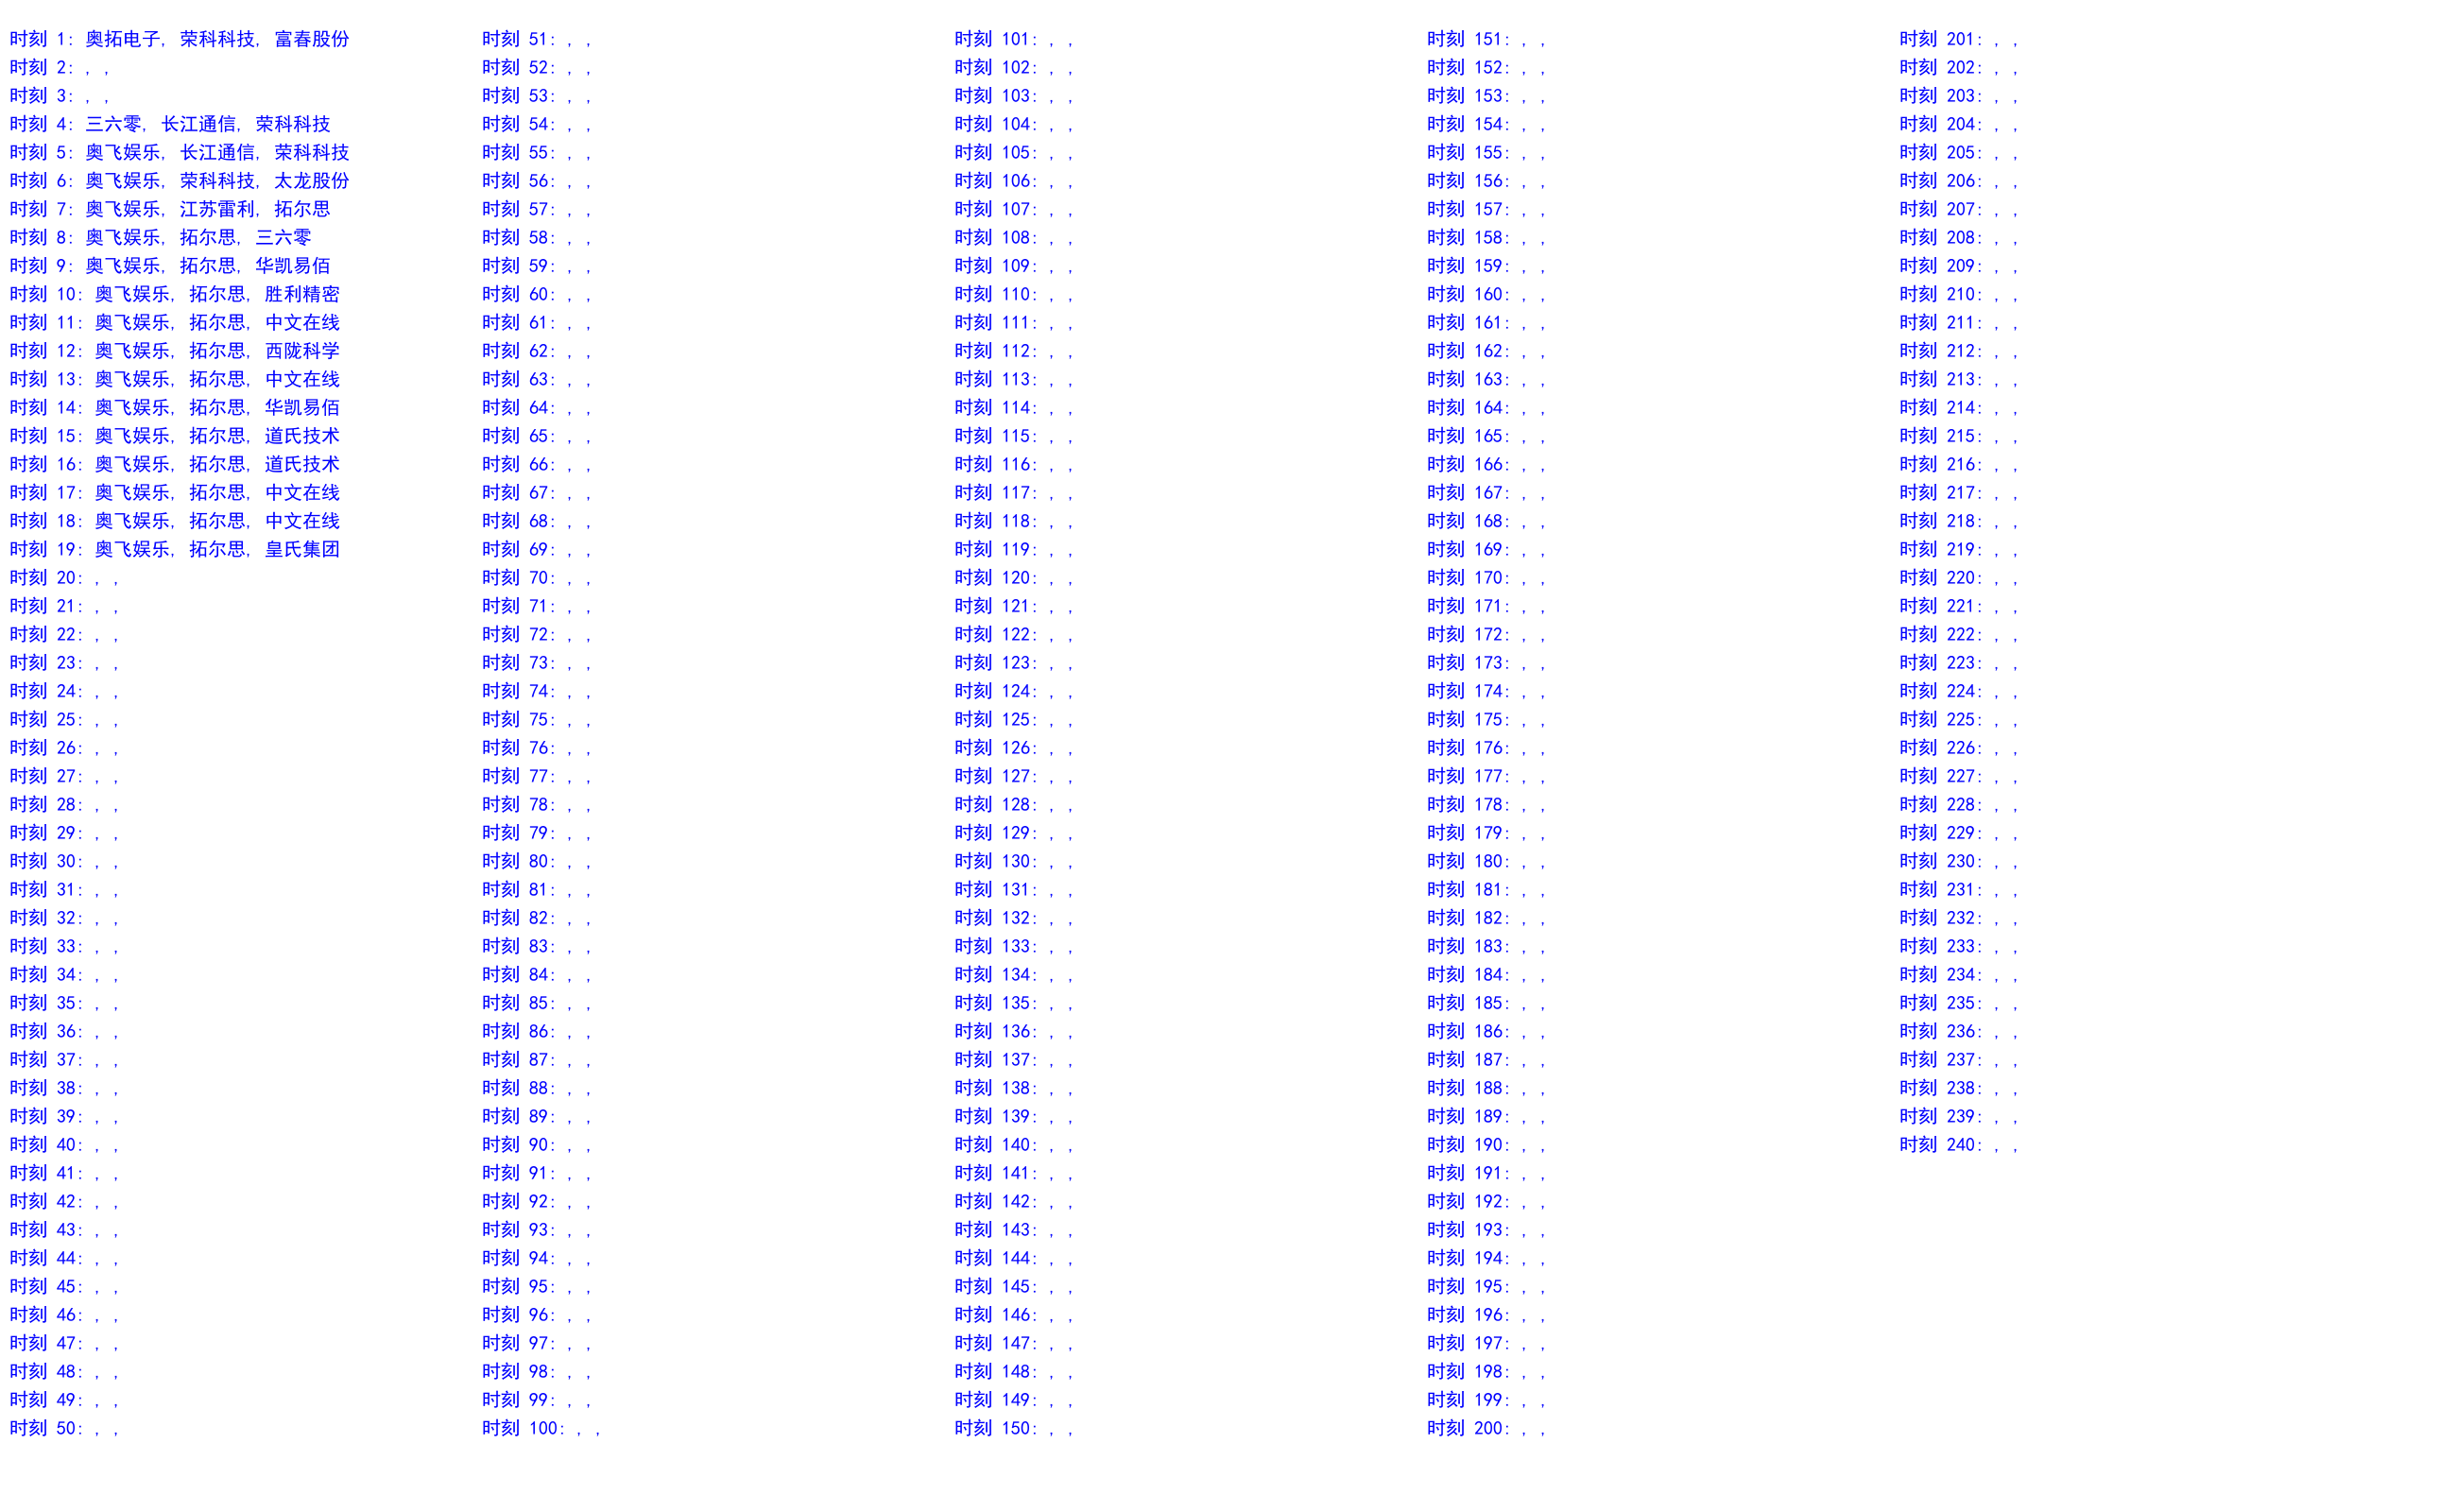 时刻 1: 奥拓电子, 荣科科技, 富春股份
时刻 2: , ,
时刻 3: , ,
时刻 4: 三六零, 长江通信, 荣科科技
时刻 5: 奥飞娱乐, 长江通信, 荣科科技
时刻 6: 奥飞娱乐, 荣科科技, 太龙股份
时刻 7: 奥飞娱乐, 江苏雷利, 拓尔思
时刻 8: 奥飞娱乐, 拓尔思, 三六零
时刻 9: 奥飞娱乐, 拓尔思, 华凯易佰
时刻 10: 奥飞娱乐, 拓尔思, 胜利精密
时刻 11: 奥飞娱乐, 拓尔思, 中文在线
时刻 12: 奥飞娱乐, 拓尔思, 西陇科学
时刻 13: 奥飞娱乐, 拓尔思, 中文在线
时刻 14: 奥飞娱乐, 拓尔思, 华凯易佰
时刻 15: 奥飞娱乐, 拓尔思, 道氏技术
时刻 16: 奥飞娱乐, 拓尔思, 道氏技术
时刻 17: 奥飞娱乐, 拓尔思, 中文在线
时刻 18: 奥飞娱乐, 拓尔思, 中文在线
时刻 19: 奥飞娱乐, 拓尔思, 皇氏集团
时刻 20: , ,
时刻 21: , ,
时刻 22: , ,
时刻 23: , ,
时刻 24: , ,
时刻 25: , ,
时刻 26: , ,
时刻 27: , ,
时刻 28: , ,
时刻 29: , ,
时刻 30: , ,
时刻 31: , ,
时刻 32: , ,
时刻 33: , ,
时刻 34: , ,
时刻 35: , ,
时刻 36: , ,
时刻 37: , ,
时刻 38: , ,
时刻 39: , ,
时刻 40: , ,
时刻 41: , ,
时刻 42: , ,
时刻 43: , ,
时刻 44: , ,
时刻 45: , ,
时刻 46: , ,
时刻 47: , ,
时刻 48: , ,
时刻 49: , ,
时刻 50: , ,
时刻 51: , ,
时刻 52: , ,
时刻 53: , ,
时刻 54: , ,
时刻 55: , ,
时刻 56: , ,
时刻 57: , ,
时刻 58: , ,
时刻 59: , ,
时刻 60: , ,
时刻 61: , ,
时刻 62: , ,
时刻 63: , ,
时刻 64: , ,
时刻 65: , ,
时刻 66: , ,
时刻 67: , ,
时刻 68: , ,
时刻 69: , ,
时刻 70: , ,
时刻 71: , ,
时刻 72: , ,
时刻 73: , ,
时刻 74: , ,
时刻 75: , ,
时刻 76: , ,
时刻 77: , ,
时刻 78: , ,
时刻 79: , ,
时刻 80: , ,
时刻 81: , ,
时刻 82: , ,
时刻 83: , ,
时刻 84: , ,
时刻 85: , ,
时刻 86: , ,
时刻 87: , ,
时刻 88: , ,
时刻 89: , ,
时刻 90: , ,
时刻 91: , ,
时刻 92: , ,
时刻 93: , ,
时刻 94: , ,
时刻 95: , ,
时刻 96: , ,
时刻 97: , ,
时刻 98: , ,
时刻 99: , ,
时刻 100: , ,
时刻 101: , ,
时刻 102: , ,
时刻 103: , ,
时刻 104: , ,
时刻 105: , ,
时刻 106: , ,
时刻 107: , ,
时刻 108: , ,
时刻 109: , ,
时刻 110: , ,
时刻 111: , ,
时刻 112: , ,
时刻 113: , ,
时刻 114: , ,
时刻 115: , ,
时刻 116: , ,
时刻 117: , ,
时刻 118: , ,
时刻 119: , ,
时刻 120: , ,
时刻 121: , ,
时刻 122: , ,
时刻 123: , ,
时刻 124: , ,
时刻 125: , ,
时刻 126: , ,
时刻 127: , ,
时刻 128: , ,
时刻 129: , ,
时刻 130: , ,
时刻 131: , ,
时刻 132: , ,
时刻 133: , ,
时刻 134: , ,
时刻 135: , ,
时刻 136: , ,
时刻 137: , ,
时刻 138: , ,
时刻 139: , ,
时刻 140: , ,
时刻 141: , ,
时刻 142: , ,
时刻 143: , ,
时刻 144: , ,
时刻 145: , ,
时刻 146: , ,
时刻 147: , ,
时刻 148: , ,
时刻 149: , ,
时刻 150: , ,
时刻 151: , ,
时刻 152: , ,
时刻 153: , ,
时刻 154: , ,
时刻 155: , ,
时刻 156: , ,
时刻 157: , ,
时刻 158: , ,
时刻 159: , ,
时刻 160: , ,
时刻 161: , ,
时刻 162: , ,
时刻 163: , ,
时刻 164: , ,
时刻 165: , ,
时刻 166: , ,
时刻 167: , ,
时刻 168: , ,
时刻 169: , ,
时刻 170: , ,
时刻 171: , ,
时刻 172: , ,
时刻 173: , ,
时刻 174: , ,
时刻 175: , ,
时刻 176: , ,
时刻 177: , ,
时刻 178: , ,
时刻 179: , ,
时刻 180: , ,
时刻 181: , ,
时刻 182: , ,
时刻 183: , ,
时刻 184: , ,
时刻 185: , ,
时刻 186: , ,
时刻 187: , ,
时刻 188: , ,
时刻 189: , ,
时刻 190: , ,
时刻 191: , ,
时刻 192: , ,
时刻 193: , ,
时刻 194: , ,
时刻 195: , ,
时刻 196: , ,
时刻 197: , ,
时刻 198: , ,
时刻 199: , ,
时刻 200: , ,
时刻 201: , ,
时刻 202: , ,
时刻 203: , ,
时刻 204: , ,
时刻 205: , ,
时刻 206: , ,
时刻 207: , ,
时刻 208: , ,
时刻 209: , ,
时刻 210: , ,
时刻 211: , ,
时刻 212: , ,
时刻 213: , ,
时刻 214: , ,
时刻 215: , ,
时刻 216: , ,
时刻 217: , ,
时刻 218: , ,
时刻 219: , ,
时刻 220: , ,
时刻 221: , ,
时刻 222: , ,
时刻 223: , ,
时刻 224: , ,
时刻 225: , ,
时刻 226: , ,
时刻 227: , ,
时刻 228: , ,
时刻 229: , ,
时刻 230: , ,
时刻 231: , ,
时刻 232: , ,
时刻 233: , ,
时刻 234: , ,
时刻 235: , ,
时刻 236: , ,
时刻 237: , ,
时刻 238: , ,
时刻 239: , ,
时刻 240: , ,